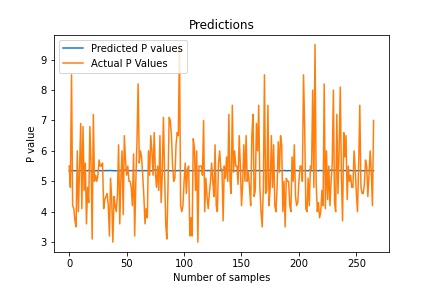 Predictions
Predicted P values
Actual P Values
9
8
7
6
5
4
3
P value
0 50 100 150 200 250
Number of samples